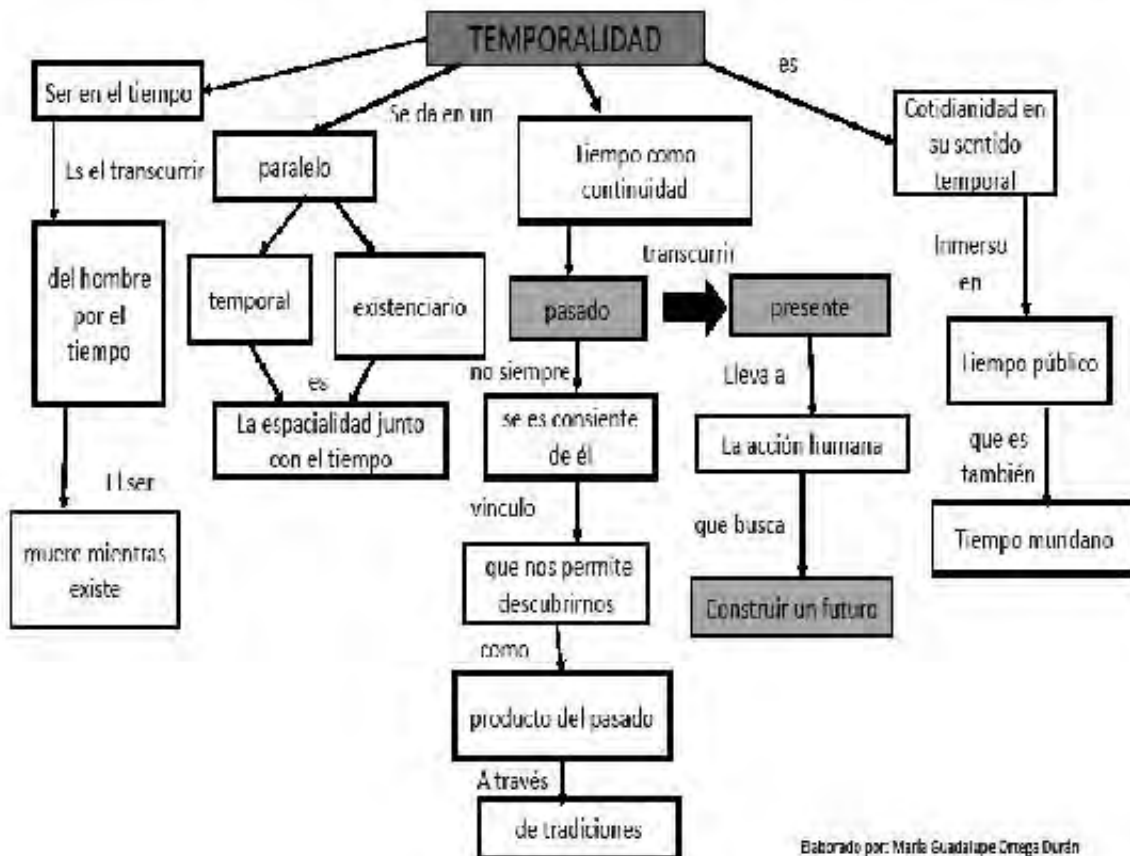 TEMPORALIDAD
Ser en el tiempo
Es el transcurrir
del hombre
por el
tiempo
El ser
muere mientras
existe
Se da en un
paralelo
temporal
existenciario
es
La espacialidad junto
con el tiempo
Tiempo como
continuidad
pasado
transcurrir
presente
no siempre
se es consiente
de él
vinculo
que nos permite
descubrirnos
como
producto del pasado
A través
de tradiciones
Lleva a
La acción humana
que busca
Construir un futuro
es
Cotidianidad en
su sentido
temporal
Inmerso
en
Tiempo público
que es
también
Tiempo mundano
Elaborado por: María Guadalupe Ortega Durán